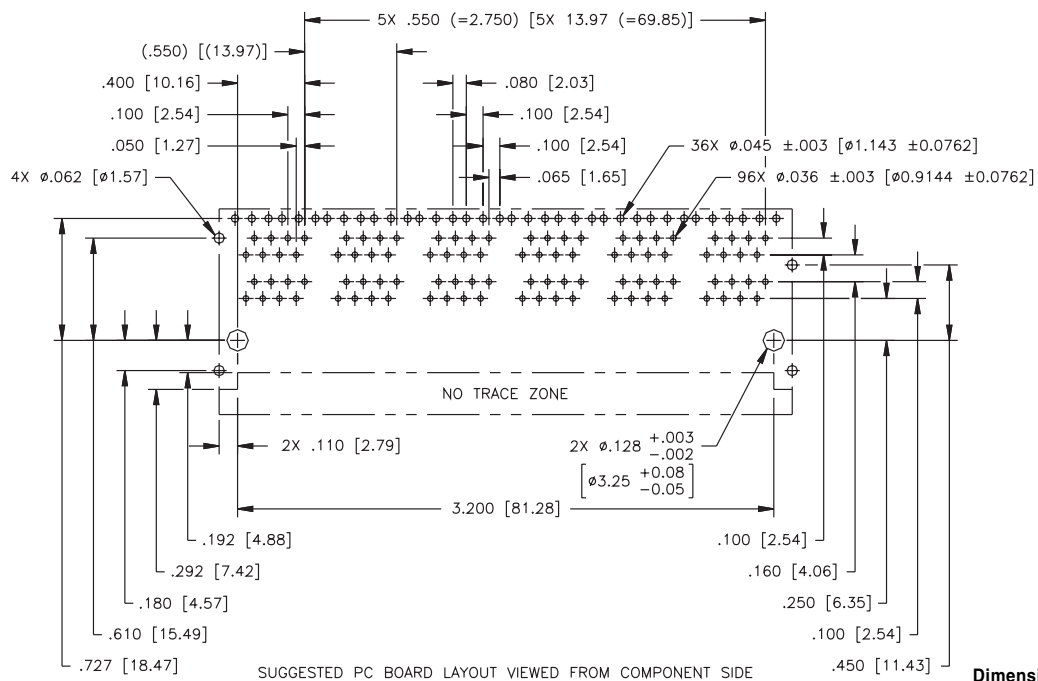 5X .550 (=2.750) [5X 13.97 (=69.85)]
(.550) [(13.97)]
.400 [10.16]
.080 [2.03]
.100 [2.54]
.100 [2.54]
.050 [1.27]
.100 [2.54]
36X ø.045 ±.003 [ø1.143 ±0.0762]
4X ø.062 [ø1.57]
.065 [1.65]
96X ø.036 ±.003 [ø0.9144 ±0.0762]
NO TRACE ZONE
2X .110 [2.79]
2X ø.128 +.003
-.002
[ø3.25 +0.08
-0.05]
3.200 [81.28]
.192 [4.88]
.100 [2.54]
.292 [7.42]
.160 [4.06]
.180 [4.57]
.250 [6.35]
.610 [15.49]
.100 [2.54]
.727 [18.47]
.450 [11.43]
SUGGESTED PC BOARD LAYOUT VIEWED FROM COMPONENT SIDE
Dimensi